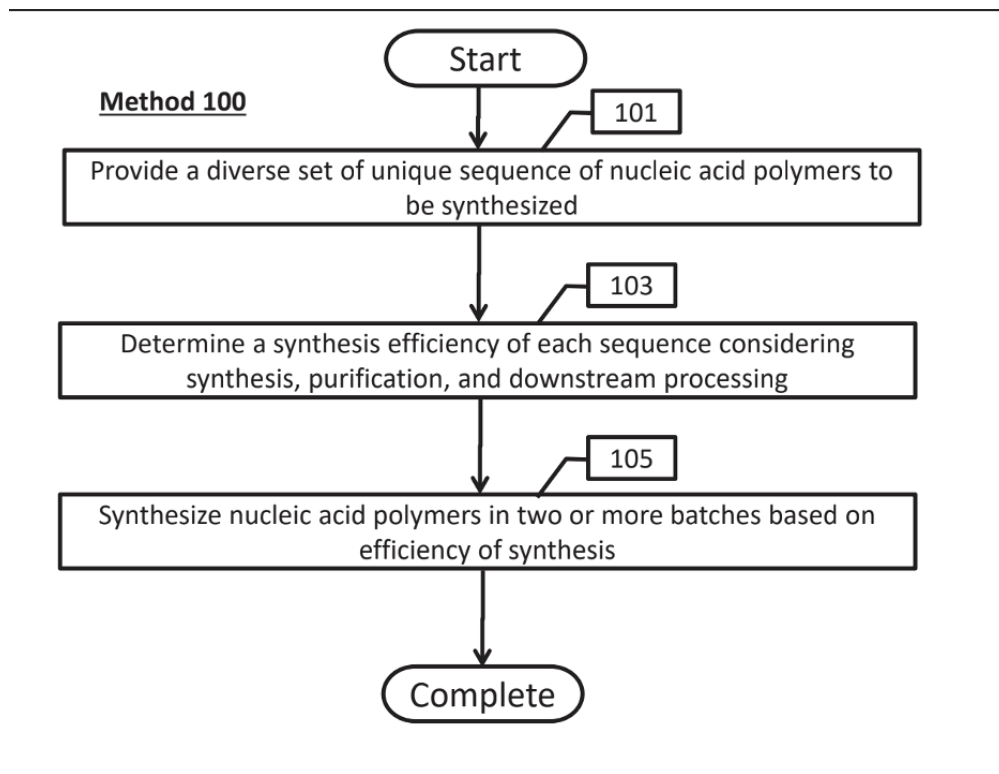 Start
Method 100
101
Provide a diverse set of unique sequence of nucleic acid polymers to
be synthesized
103
Determine a synthesis efficiency of each sequence considering
synthesis, purification, and downstream processing
105
Synthesize nucleic acid polymers in two or more batches based on
efficiency of synthesis
Complete